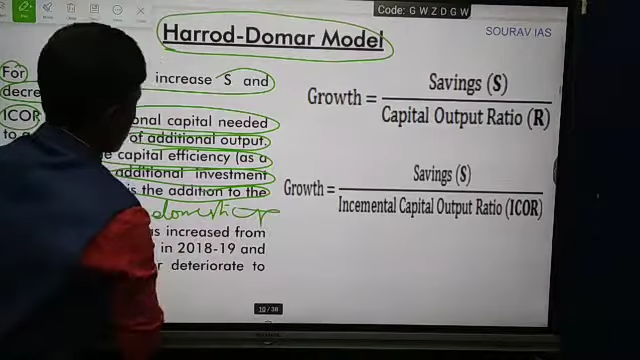 Code: G W Z D G W
Harrod-Domar Model
SOURAV IAS
For increase S and
decre
ICOR onal capital needed
to of additional output.
e capital efficiency (as a
additional investment
is the addition to the
domestic
s increased from
in 2018-19 and
r deteriorate to
Growth = Savings (S)
Capital Output Ratio (R)
Growth = Savings (S)
Incemental Capital Output Ratio (ICOR)